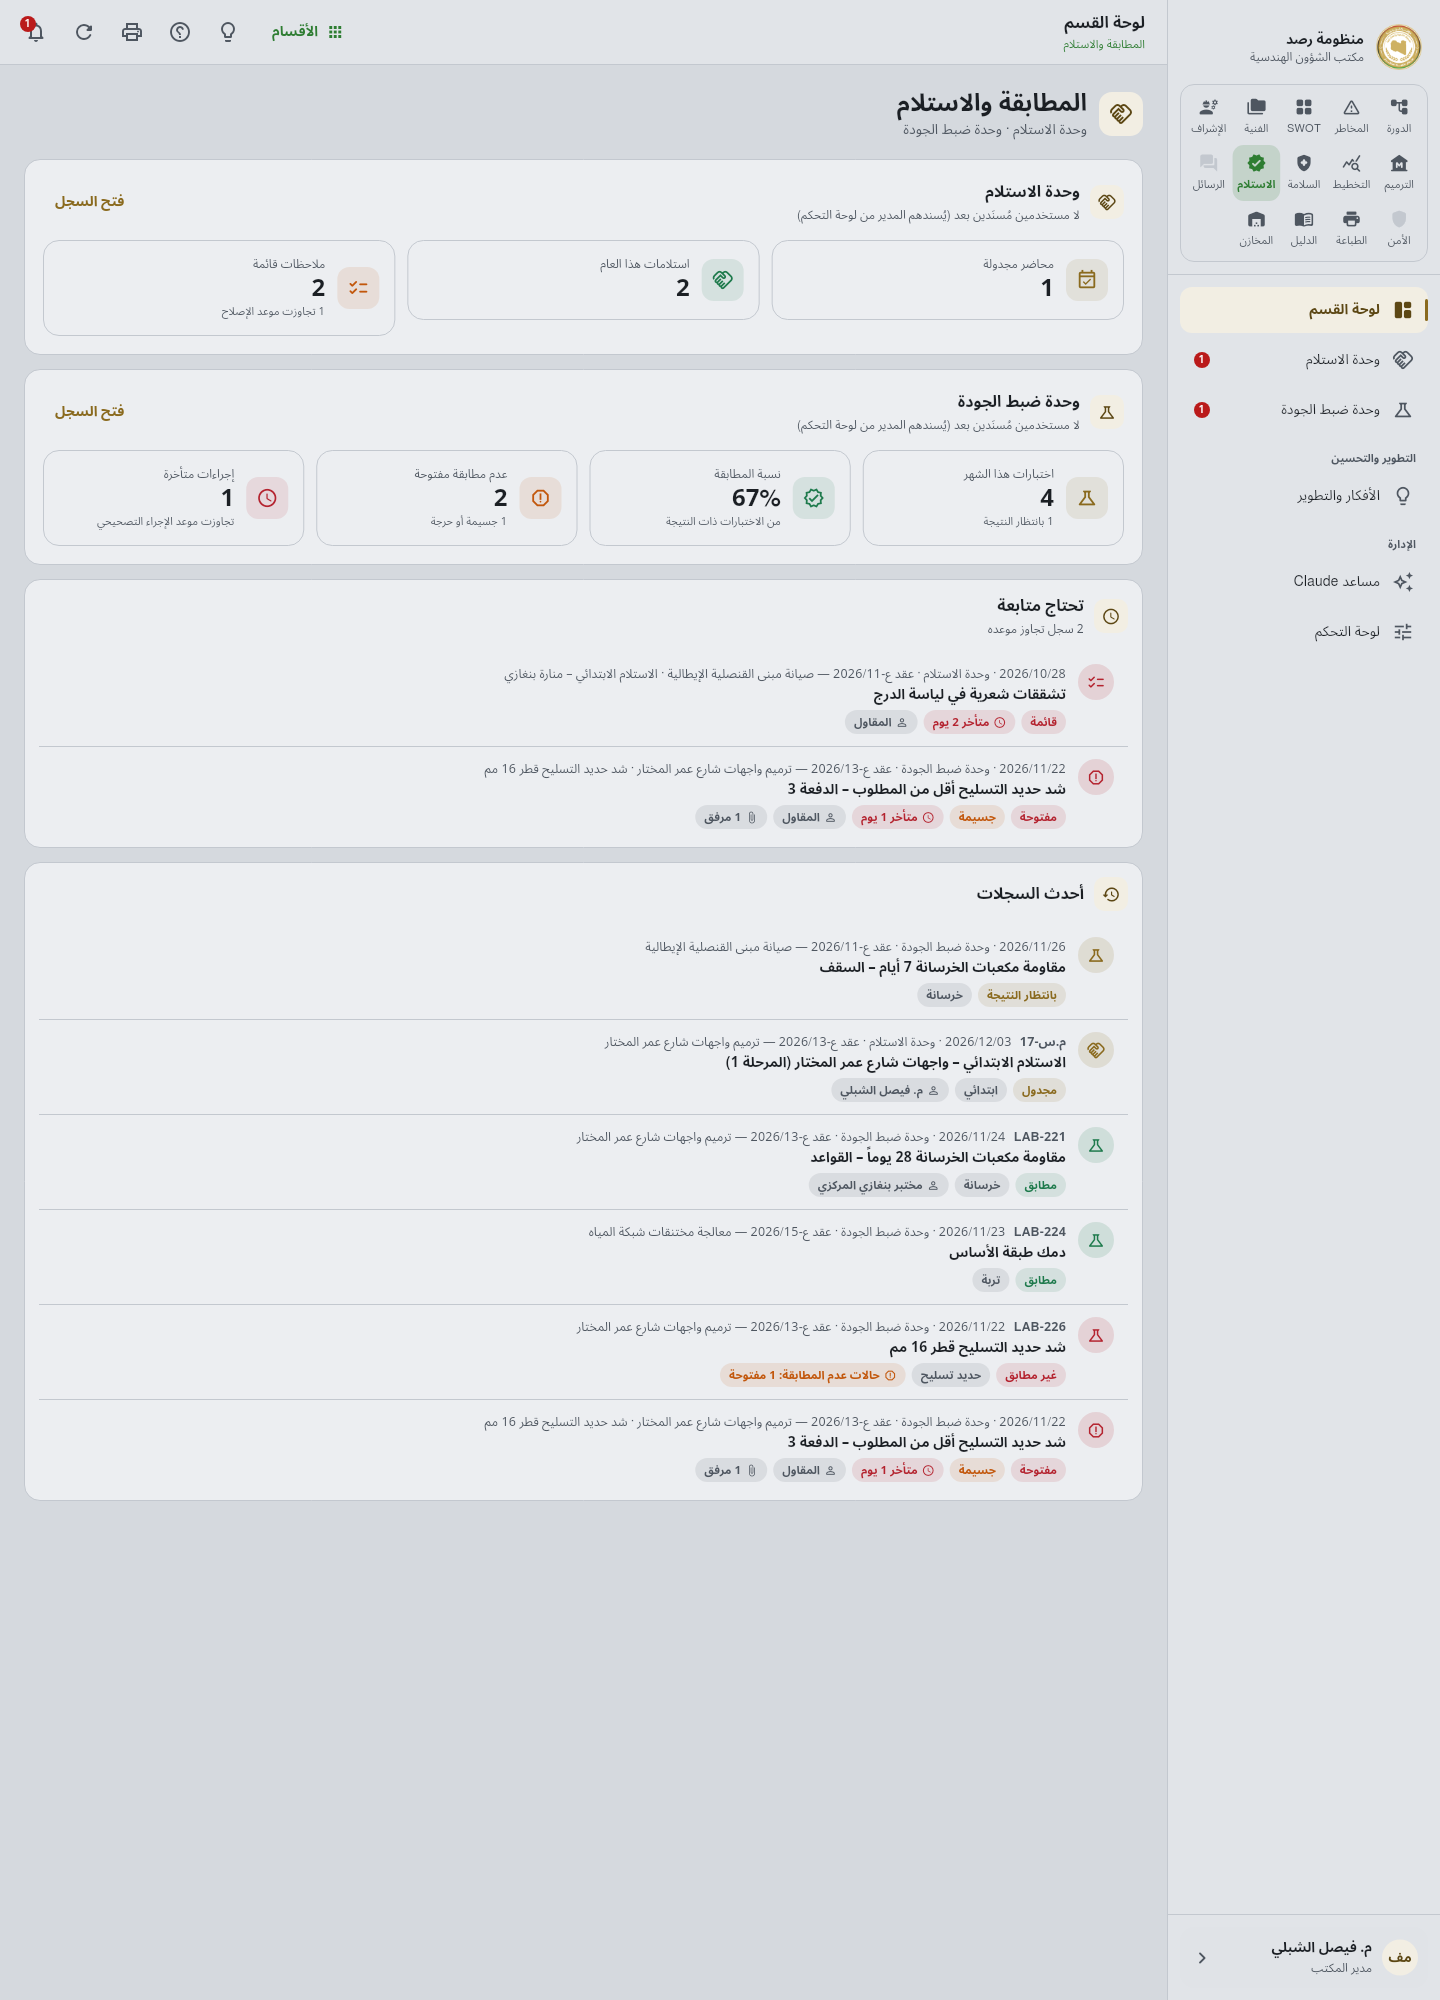 منظومة رصد
مكتب الشؤون الهندسية
الدورة
المخاطر
SWOT
الفنية
الإشراف
الترميم
التخطيط
السلامة
الاستلام
الرسائل
الأمن
الطباعة
الدليل
المخازن
لوحة القسم
وحدة الاستلام
1
وحدة ضبط الجودة
1
التطوير والتحسين
الأفكار والتطوير
الإدارة
مساعد Claude
لوحة التحكم
مف
م. فيصل الشبلي
مدير المكتب
لوحة القسم
المطابقة والاستلام
الأقسام
1
المطابقة والاستلام
وحدة الاستلام · وحدة ضبط الجودة
وحدة الاستلام
لا مستخدمين مُسنَدين بعد (يُسندهم المدير من لوحة التحكم)
فتح السجل
محاضر مجدولة
1
استلامات هذا العام
2
ملاحظات قائمة
2
1 تجاوزت موعد الإصلاح
وحدة ضبط الجودة
لا مستخدمين مُسنَدين بعد (يُسندهم المدير من لوحة التحكم)
فتح السجل
اختبارات هذا الشهر
4
1 بانتظار النتيجة
نسبة المطابقة
67%
من الاختبارات ذات النتيجة
عدم مطابقة مفتوحة
2
1 جسيمة أو حرجة
إجراءات متأخرة
1
تجاوزت موعد الإجراء التصحيحي
تحتاج متابعة
2 سجل تجاوز موعده
2026/10/28 · وحدة الاستلام · عقد ع-2026/11 — صيانة مبنى القنصلية الإيطالية · الاستلام الابتدائي – منارة بنغازي
تشققات شعرية في لياسة الدرج
قائمة
متأخر 2 يوم
المقاول
2026/11/22 · وحدة ضبط الجودة · عقد ع-2026/13 — ترميم واجهات شارع عمر المختار · شد حديد التسليح قطر 16 مم
شد حديد التسليح أقل من المطلوب – الدفعة 3
مفتوحة
جسيمة
متأخر 1 يوم
المقاول
1 مرفق
أحدث السجلات
2026/11/26 · وحدة ضبط الجودة · عقد ع-2026/11 — صيانة مبنى القنصلية الإيطالية
مقاومة مكعبات الخرسانة 7 أيام – السقف
بانتظار النتيجة
خرسانة
م.س-17 2026/12/03 · وحدة الاستلام · عقد ع-2026/13 — ترميم واجهات شارع عمر المختار
الاستلام الابتدائي – واجهات شارع عمر المختار (المرحلة 1)
مجدول
ابتدائي
م. فيصل الشبلي
LAB-221 2026/11/24 · وحدة ضبط الجودة · عقد ع-2026/13 — ترميم واجهات شارع عمر المختار
مقاومة مكعبات الخرسانة 28 يوماً – القواعد
مطابق
خرسانة
مختبر بنغازي المركزي
LAB-224 2026/11/23 · وحدة ضبط الجودة · عقد ع-2026/15 — معالجة مختنقات شبكة المياه
دمك طبقة الأساس
مطابق
تربة
LAB-226 2026/11/22 · وحدة ضبط الجودة · عقد ع-2026/13 — ترميم واجهات شارع عمر المختار
شد حديد التسليح قطر 16 مم
غير مطابق
حديد تسليح
حالات عدم المطابقة: 1 مفتوحة
2026/11/22 · وحدة ضبط الجودة · عقد ع-2026/13 — ترميم واجهات شارع عمر المختار · شد حديد التسليح قطر 16 مم
شد حديد التسليح أقل من المطلوب – الدفعة 3
مفتوحة
جسيمة
متأخر 1 يوم
المقاول
1 مرفق